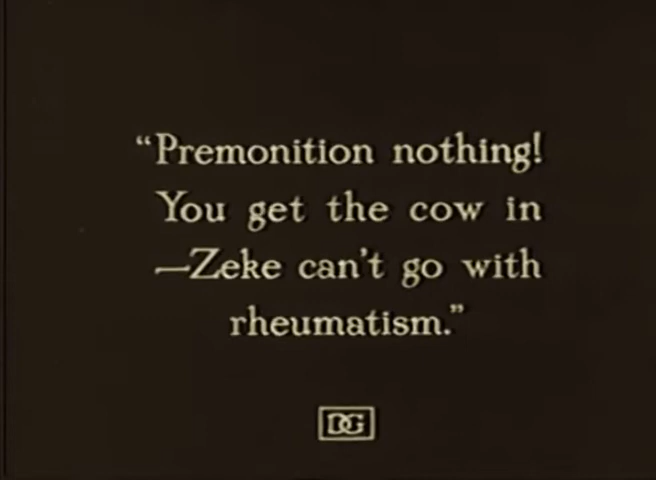 “Premonition nothing!
You get the cow in
—Zeke can't go with
rheumatism.”
DG